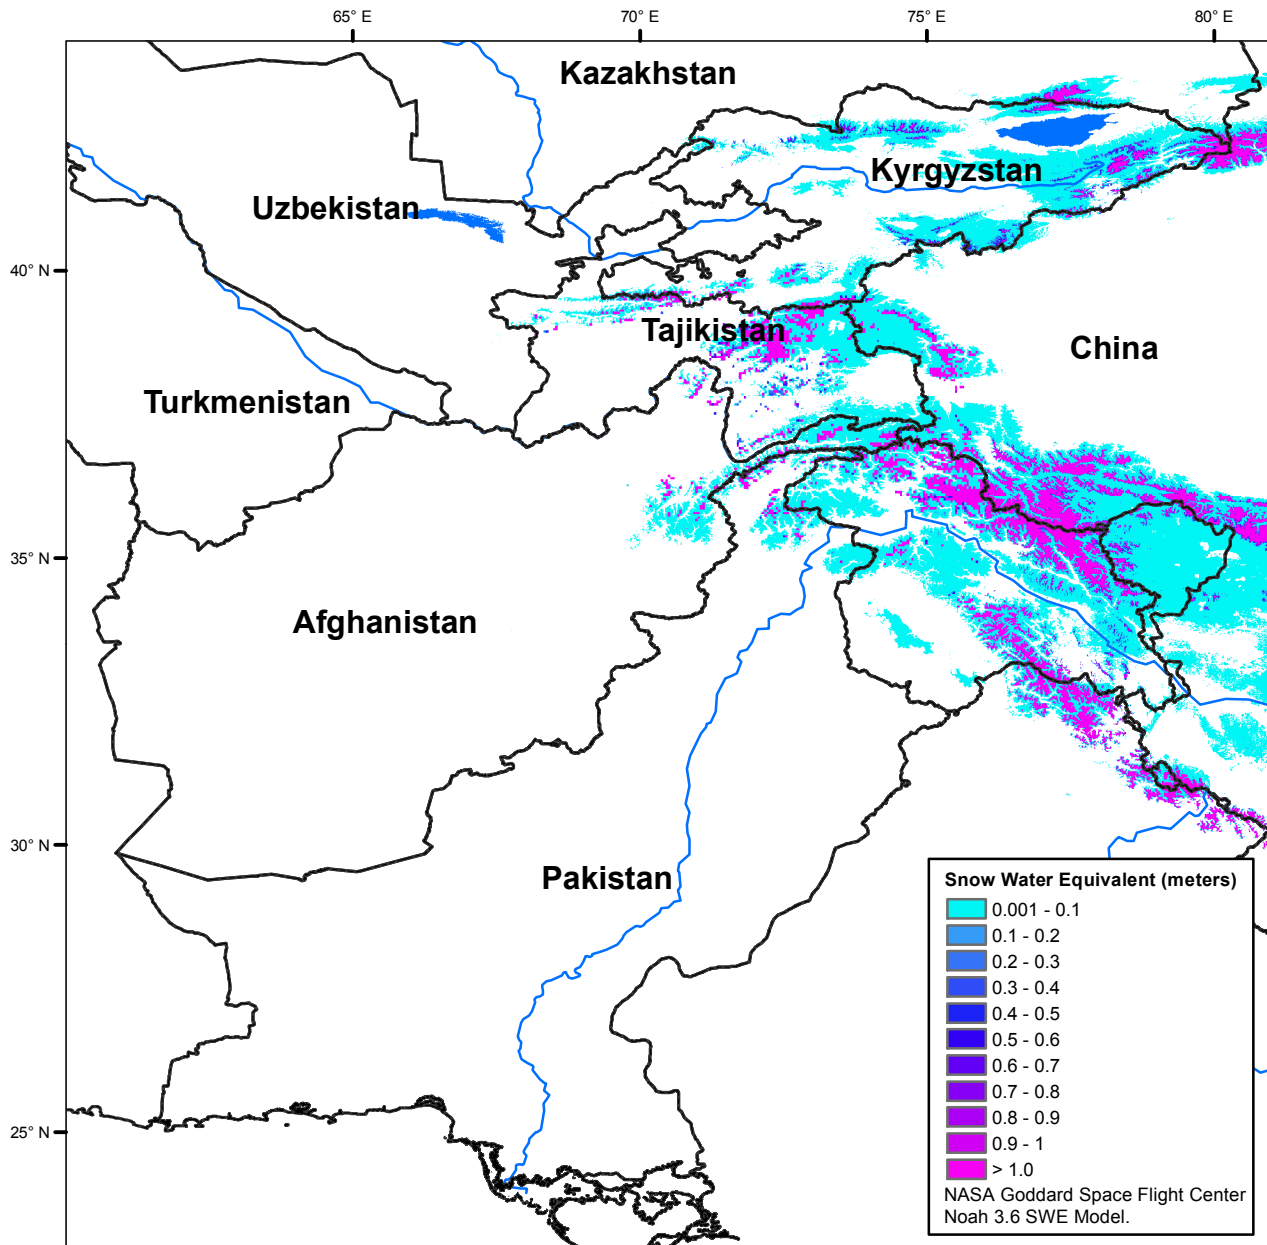 65° E
70° E
75° E
80° E
Kazakhstan
Kyrgyzstan
Uzbekistan
40° N
Tajikistan
China
Turkmenistan
35° N
Afghanistan
30° N
Pakistan
25° N
Snow Water Equivalent (meters)
0.001 - 0.1
0.1 - 0.2
0.2 - 0.3
0.3 - 0.4
0.4 - 0.5
0.5 - 0.6
0.6 - 0.7
0.7 - 0.8
0.8 - 0.9
0.9 - 1
> 1.0
NASA Goddard Space Flight Center
Noah 3.6 SWE Model.